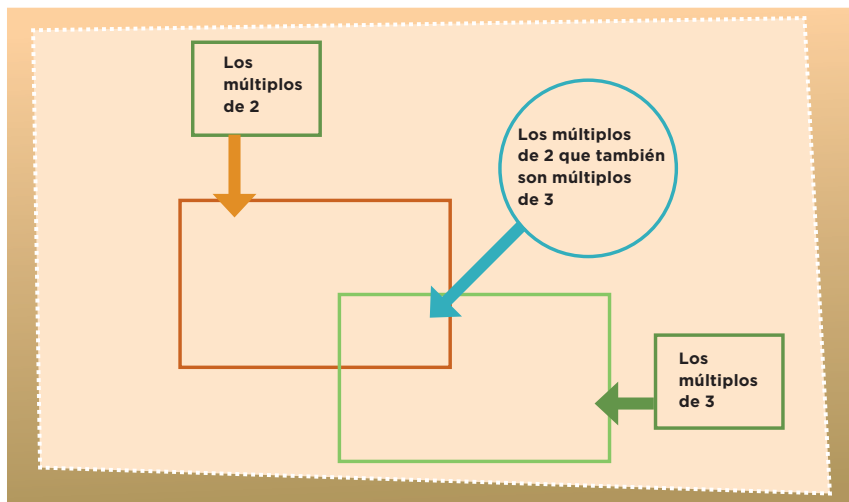 Los
múltiplos
de 2
Los múltiplos
de 2 que también
son múltiplos
de 3
Los
múltiplos
de 3